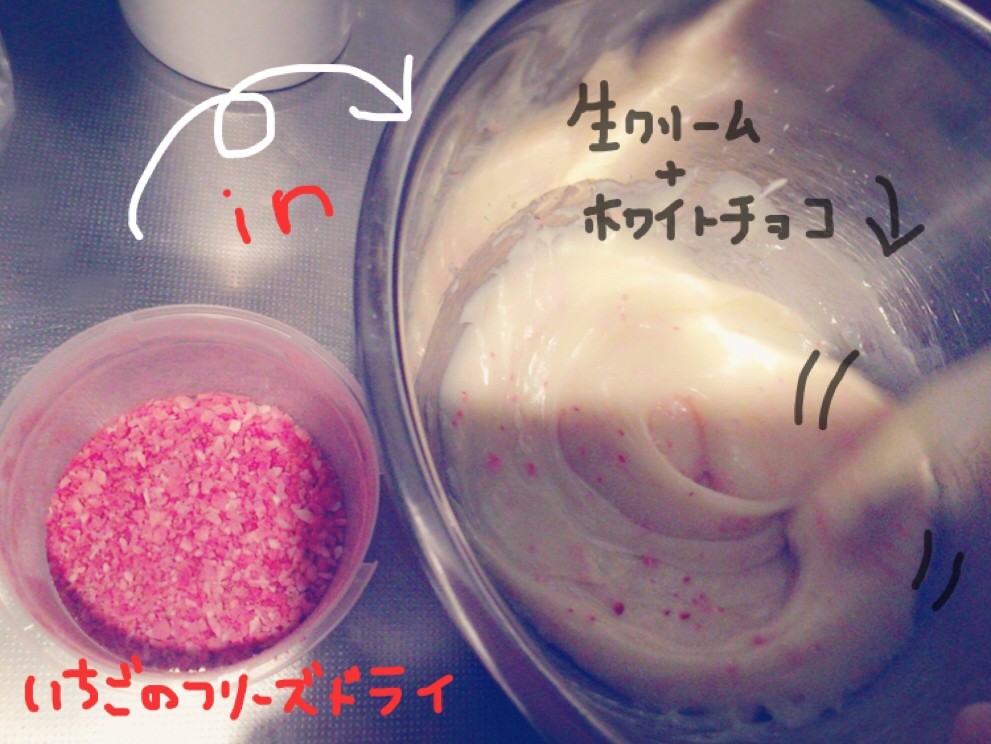 生クリーム
+
ホワイトチョコ
in
いちごのフリーズドライ